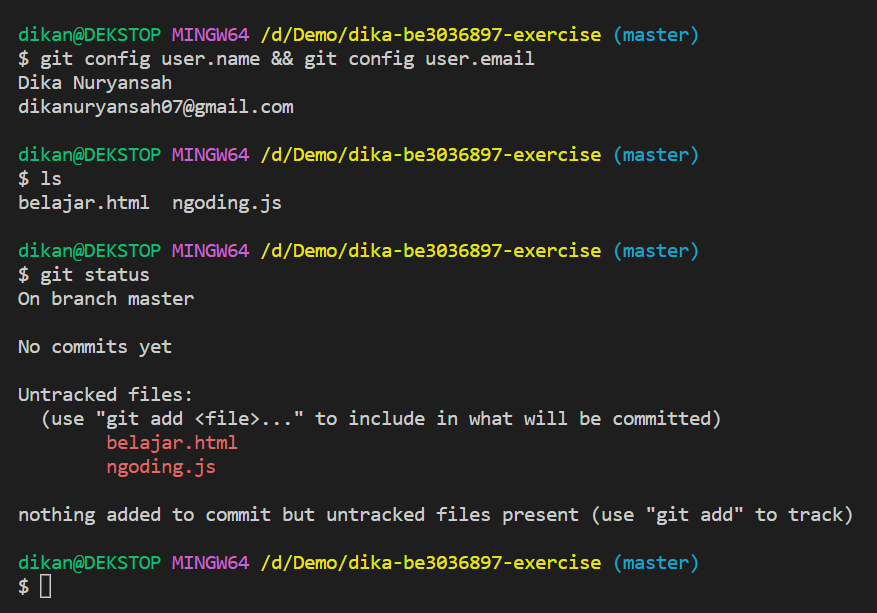 dikan@DEKSTOP MINGW64 /d/Demo/dika-be3036897-exercise (master)
$ git config user.name && git config user.email
Dika Nuryansah
dikanuryansah07@gmail.com
dikan@DEKSTOP MINGW64 /d/Demo/dika-be3036897-exercise (master)
$ ls
belajar.html  ngoding.js
dikan@DEKSTOP MINGW64 /d/Demo/dika-be3036897-exercise (master)
$ git status
On branch master
No commits yet
Untracked files:
  (use "git add <file>..." to include in what will be committed)
        belajar.html
        ngoding.js
nothing added to commit but untracked files present (use "git add" to track)
dikan@DEKSTOP MINGW64 /d/Demo/dika-be3036897-exercise (master)
$